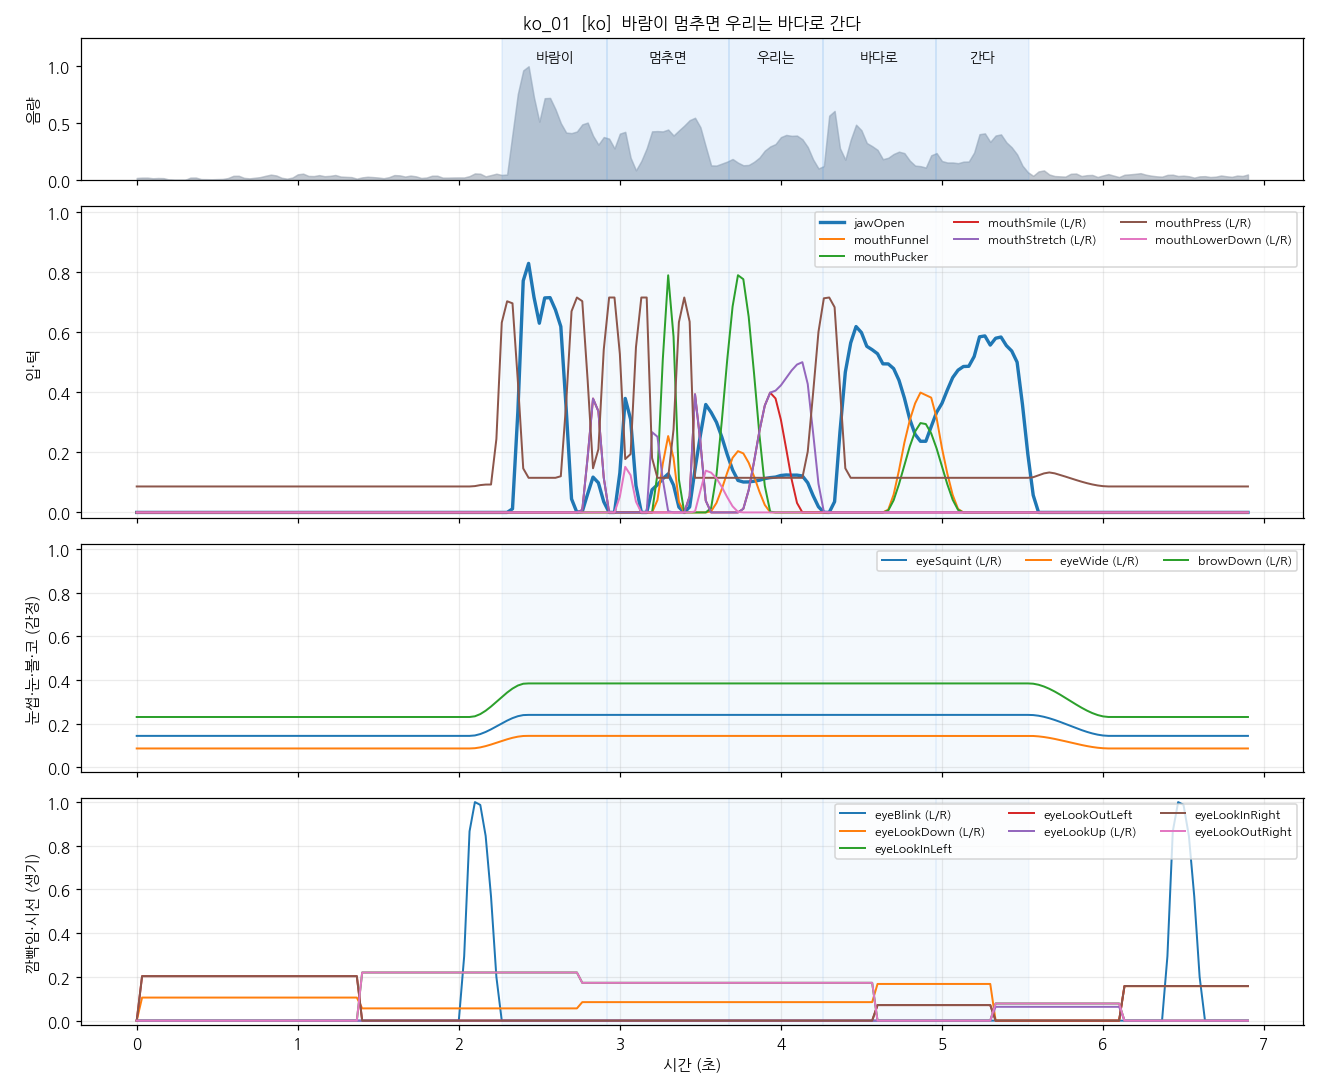 ko_01 [ko] 바람이 멈추면 우리는 바다로 간다
바람이 멈추면 우리는 바다로 간다
음량
1.0
0.5
0.0
입·턱
1.0
0.8
0.6
0.4
0.2
0.0
jawOpen mouthSmile (L/R) mouthPress (L/R)
mouthFunnel mouthStretch (L/R) mouthLowerDown (L/R)
mouthPucker
눈썹·눈·볼·코 (감정)
1.0
0.8
0.6
0.4
0.2
0.0
eyeSquint (L/R) eyeWide (L/R) browDown (L/R)
깜빡임·시선 (생기)
1.0
0.8
0.6
0.4
0.2
0.0
eyeBlink (L/R) eyeLookOutLeft eyeLookInRight
eyeLookDown (L/R) eyeLookUp (L/R) eyeLookOutRight
eyeLookInLeft
0 1 2 3 4 5 6 7
시간 (초)